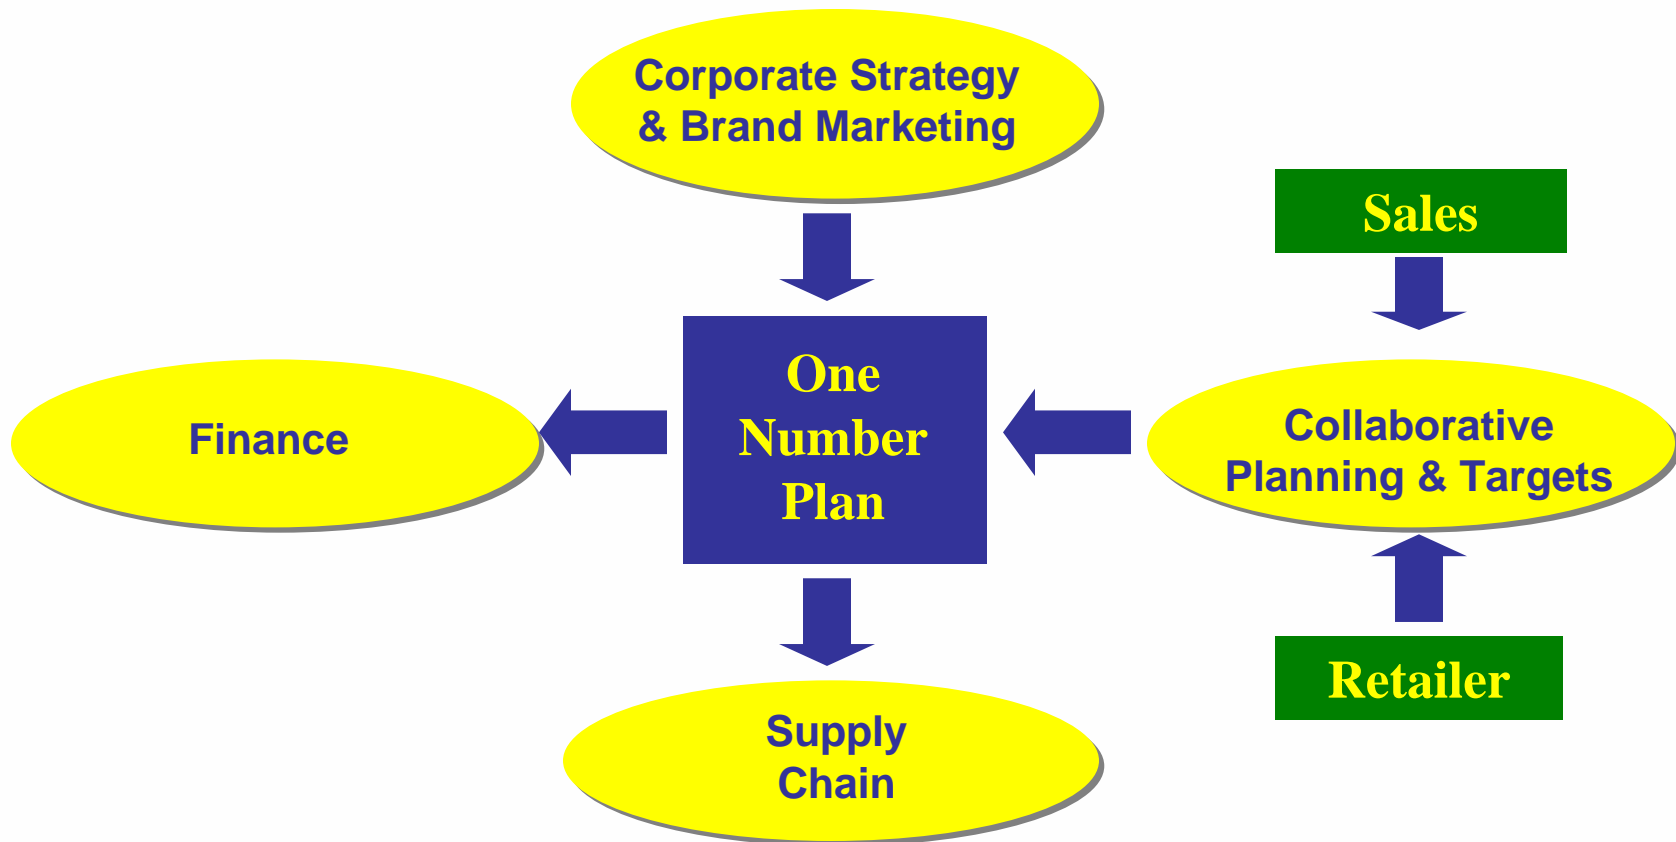 Corporate Strategy
& Brand Marketing
Sales
One
Number
Plan
Finance
Collaborative
Planning & Targets
Retailer
Supply
Chain